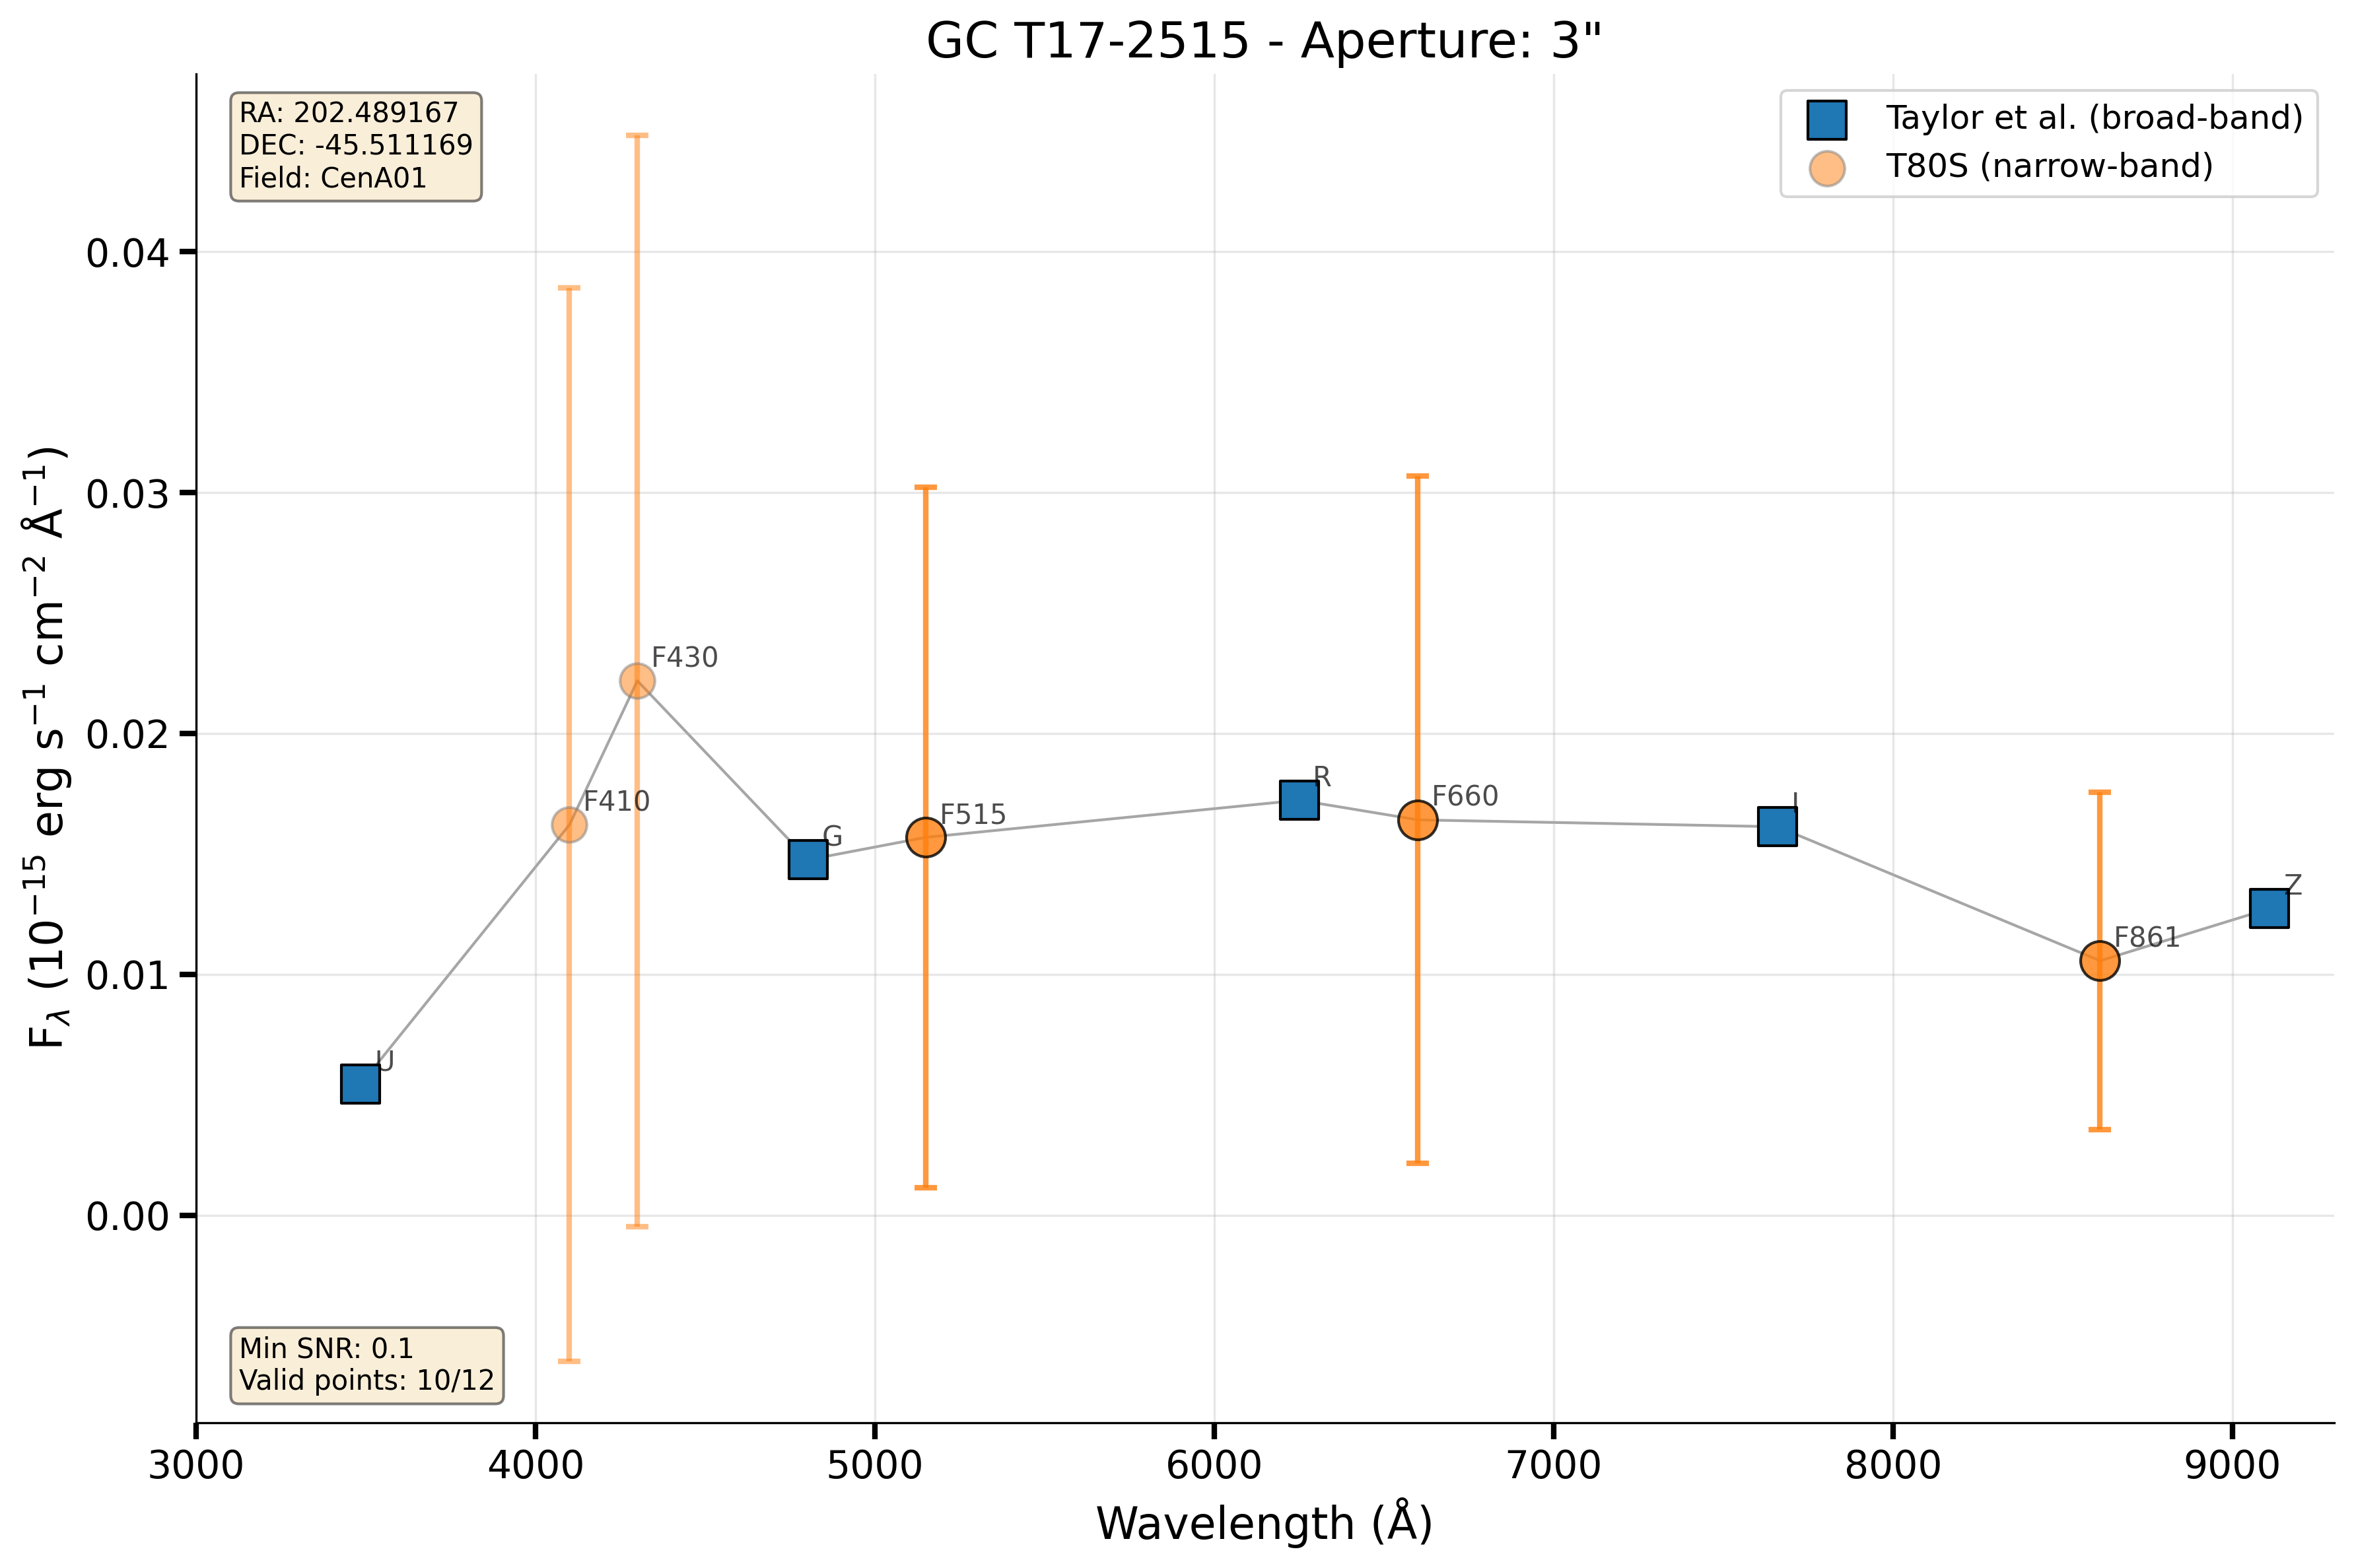 GC T17-2515 - Aperture: 3"
RA: 202.489167
DEC: -45.511169
Field: CenA01
Taylor et al. (broad-band)
T80S (narrow-band)
0.04
0.03
0.02
0.01
0.00
F430
F410
F515
F660
F861
U
G
R
I
Z
F_λ (10⁻¹⁵ erg s⁻¹ cm⁻² Å⁻¹)
Min SNR: 0.1
Valid points: 10/12
3000 4000 5000 6000 7000 8000 9000
Wavelength (Å)